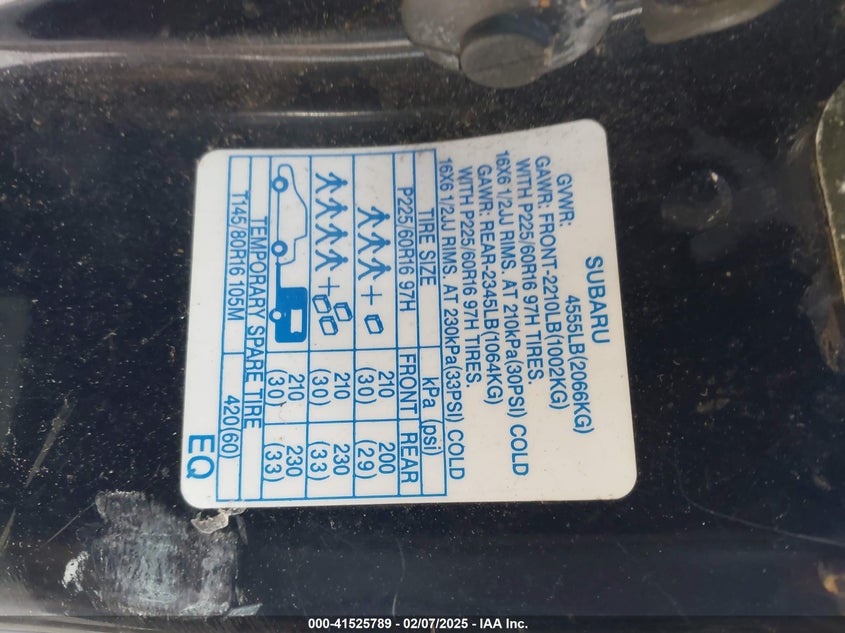 SUBARU
GVWR: 4555LB(2066KG)
GAWR: FRONT-2210LB(1002KG)
WITH P225/60R16 97H TIRES.
16X6 1/2JJ RIMS. AT 210kPa(30PSI) COLD
GAWR: REAR-2345LB(1064KG)
WITH P225/60R16 97H TIRES.
16X6 1/2JJ RIMS. AT 230kPa(33PSI) COLD
TIRE SIZE kPa (psi)
P225/60R16 97H FRONT REAR
+ 210 200
(30) (29)
+ 210 230
(30) (33)
210 230
(30) (33)
TEMPORARY SPARE TIRE
T145/80R16 105M 420(60)
EQ
000-41525789 - 02/07/2025 - IAA Inc.